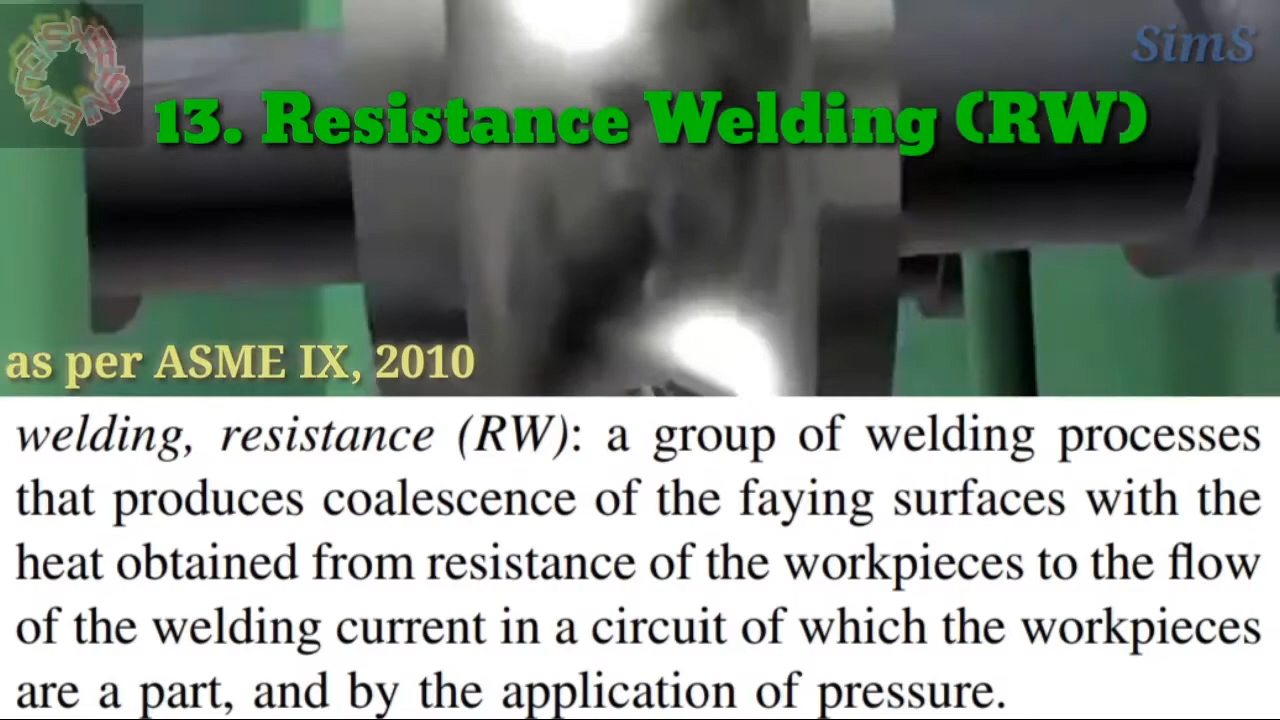 SimS
13. Resistance Welding (RW)
as per ASME IX, 2010
welding, resistance (RW): a group of welding processes
that produces coalescence of the faying surfaces with the
heat obtained from resistance of the workpieces to the flow
of the welding current in a circuit of which the workpieces
are a part, and by the application of pressure.